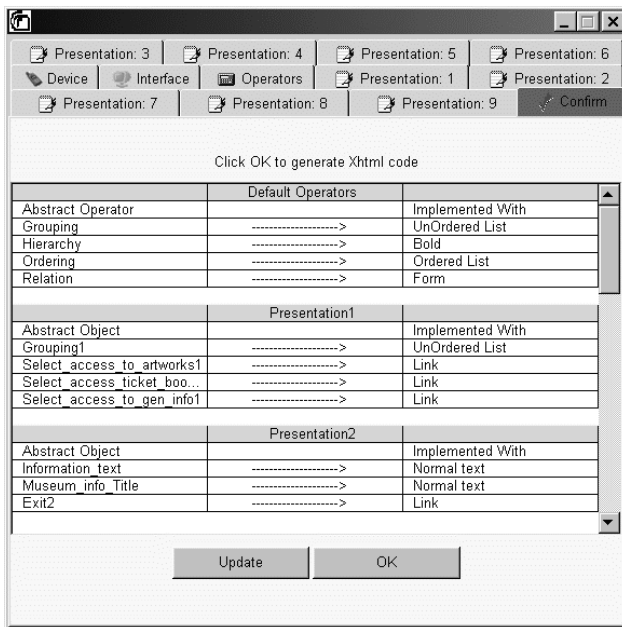 Presentation: 3 Presentation: 4 Presentation: 5 Presentation: 6
Device Interface Operators Presentation: 1 Presentation: 2
Presentation: 7 Presentation: 8 Presentation: 9 Confirm
Click OK to generate Xhtml code
Default Operators
Abstract Operator Implemented With
Grouping --------------------> UnOrdered List
Hierarchy --------------------> Bold
Ordering --------------------> Ordered List
Relation --------------------> Form
Presentation1
Abstract Object Implemented With
Grouping1 --------------------> UnOrdered List
Select_access_to_artworks1 --------------------> Link
Select_access_ticket_boo... --------------------> Link
Select_access_to_gen_info1 --------------------> Link
Presentation2
Abstract Object Implemented With
Information_text --------------------> Normal text
Museum_info_Title --------------------> Normal text
Exit2 --------------------> Link
Update OK